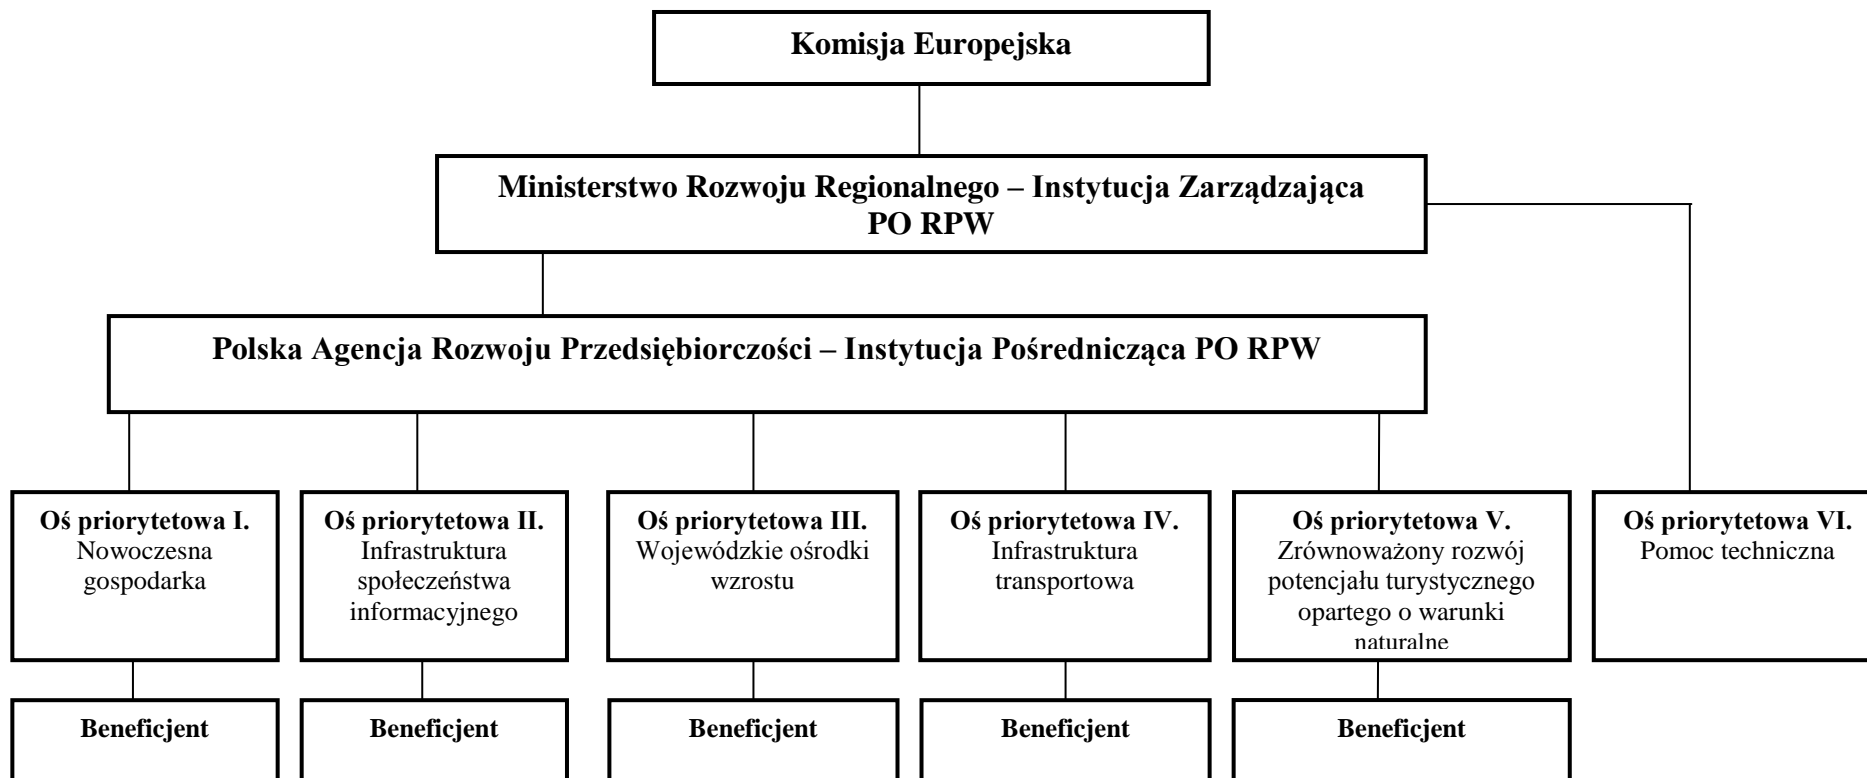 Komisja Europejska
Ministerstwo Rozwoju Regionalnego – Instytucja Zarządzająca
PO RPW
Polska Agencja Rozwoju Przedsiębiorczości – Instytucja Pośrednicząca PO RPW
Oś priorytetowa I.
Nowoczesna
gospodarka
Oś priorytetowa II.
Infrastruktura
społeczeństwa
informacyjnego
Oś priorytetowa III.
Wojewódzkie ośrodki
wzrostu
Oś priorytetowa IV.
Infrastruktura
transportowa
Oś priorytetowa V.
Zrównoważony rozwój
potencjału turystycznego
opartego o warunki
naturalne
Oś priorytetowa VI.
Pomoc techniczna
Beneficjent
Beneficjent
Beneficjent
Beneficjent
Beneficjent